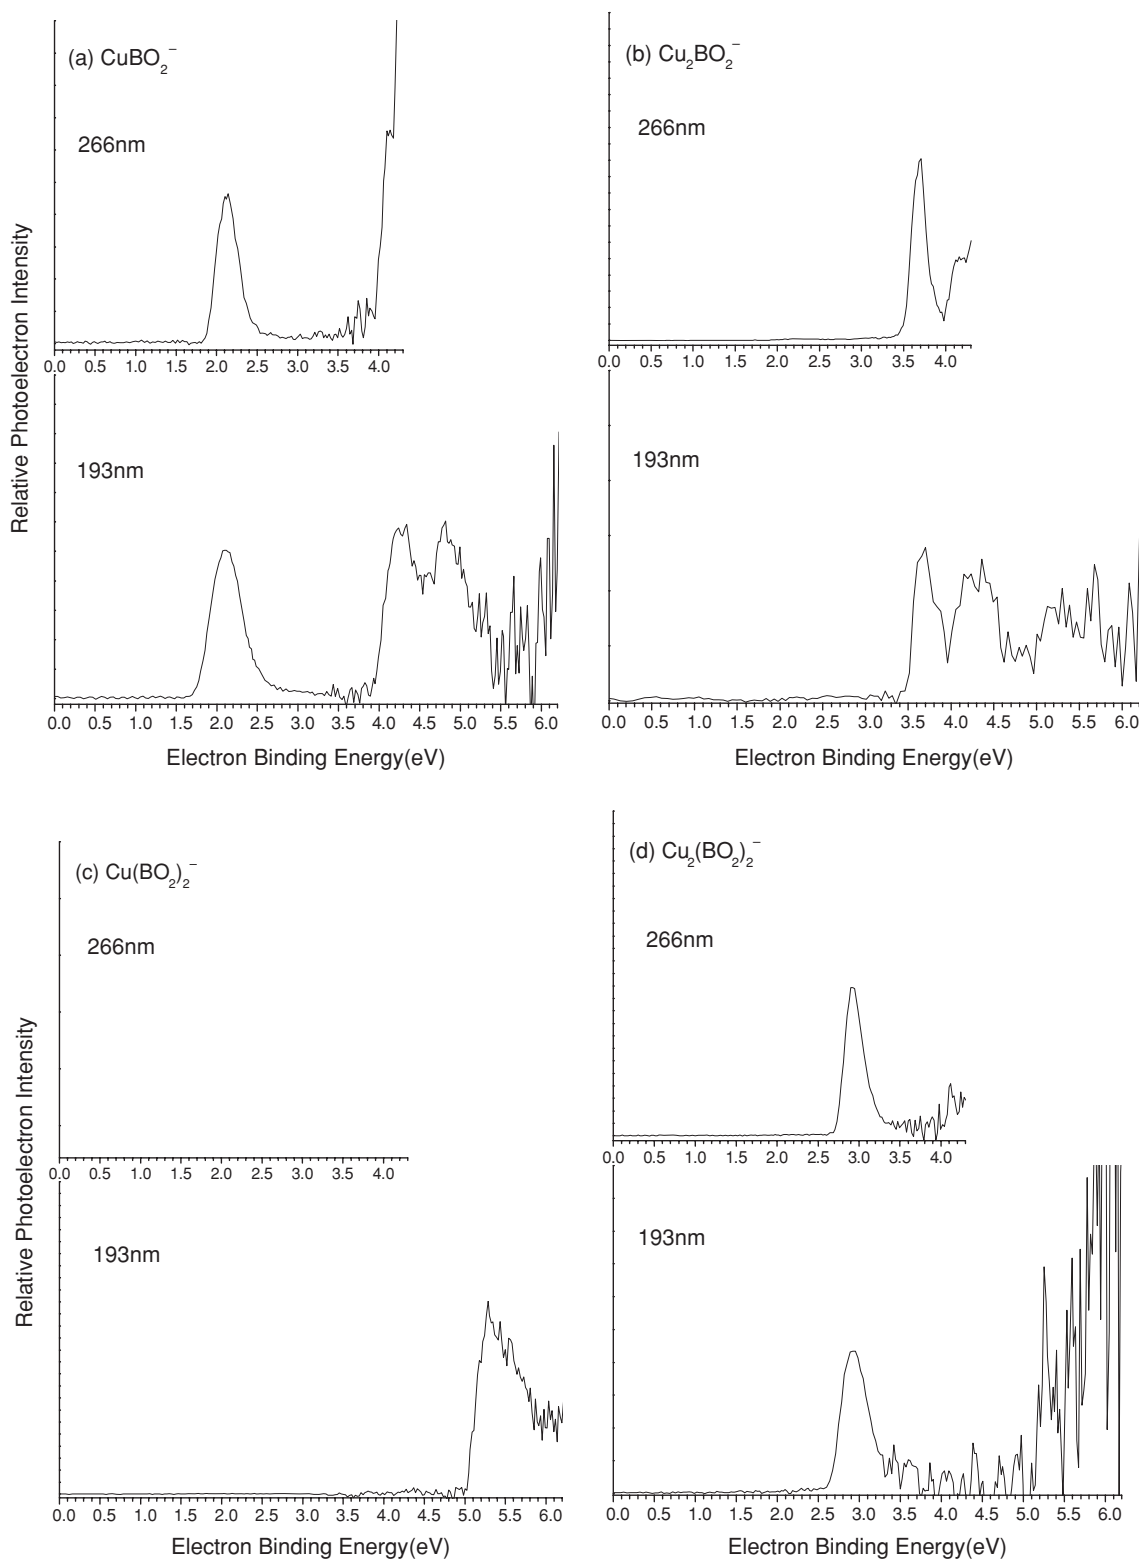 (a) CuBO₂⁻
266nm
0.0 0.5 1.0 1.5 2.0 2.5 3.0 3.5 4.0
193nm
0.0 0.5 1.0 1.5 2.0 2.5 3.0 3.5 4.0 4.5 5.0 5.5 6.0
Electron Binding Energy(eV)
Relative Photoelectron Intensity
(b) Cu₂BO₂⁻
266nm
0.0 0.5 1.0 1.5 2.0 2.5 3.0 3.5 4.0
193nm
0.0 0.5 1.0 1.5 2.0 2.5 3.0 3.5 4.0 4.5 5.0 5.5 6.0
Electron Binding Energy(eV)
(c) Cu(BO₂)₂⁻
266nm
0.0 0.5 1.0 1.5 2.0 2.5 3.0 3.5 4.0
193nm
0.0 0.5 1.0 1.5 2.0 2.5 3.0 3.5 4.0 4.5 5.0 5.5 6.0
Electron Binding Energy(eV)
Relative Photoelectron Intensity
(d) Cu₂(BO₂)₂⁻
266nm
0.0 0.5 1.0 1.5 2.0 2.5 3.0 3.5 4.0
193nm
0.0 0.5 1.0 1.5 2.0 2.5 3.0 3.5 4.0 4.5 5.0 5.5 6.0
Electron Binding Energy(eV)